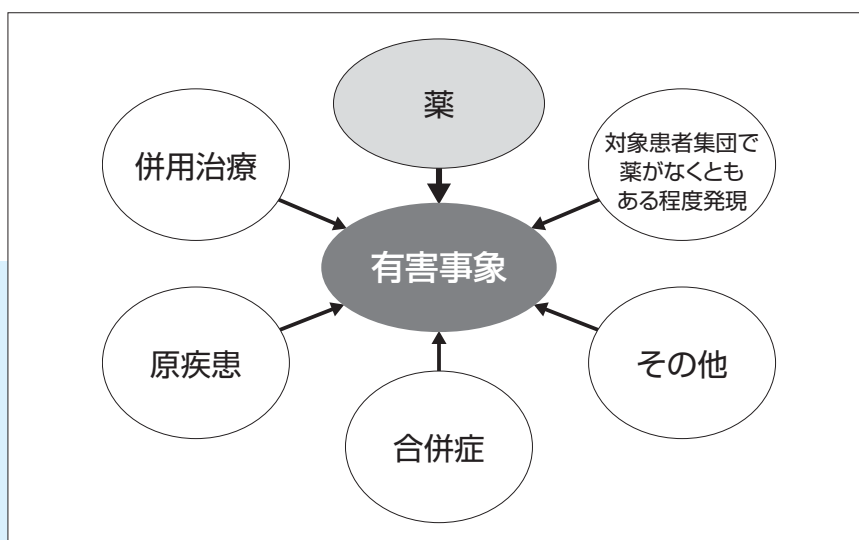 薬
併用治療
対象患者集団で
薬がなくとも
ある程度発現
有害事象
原疾患
その他
合併症